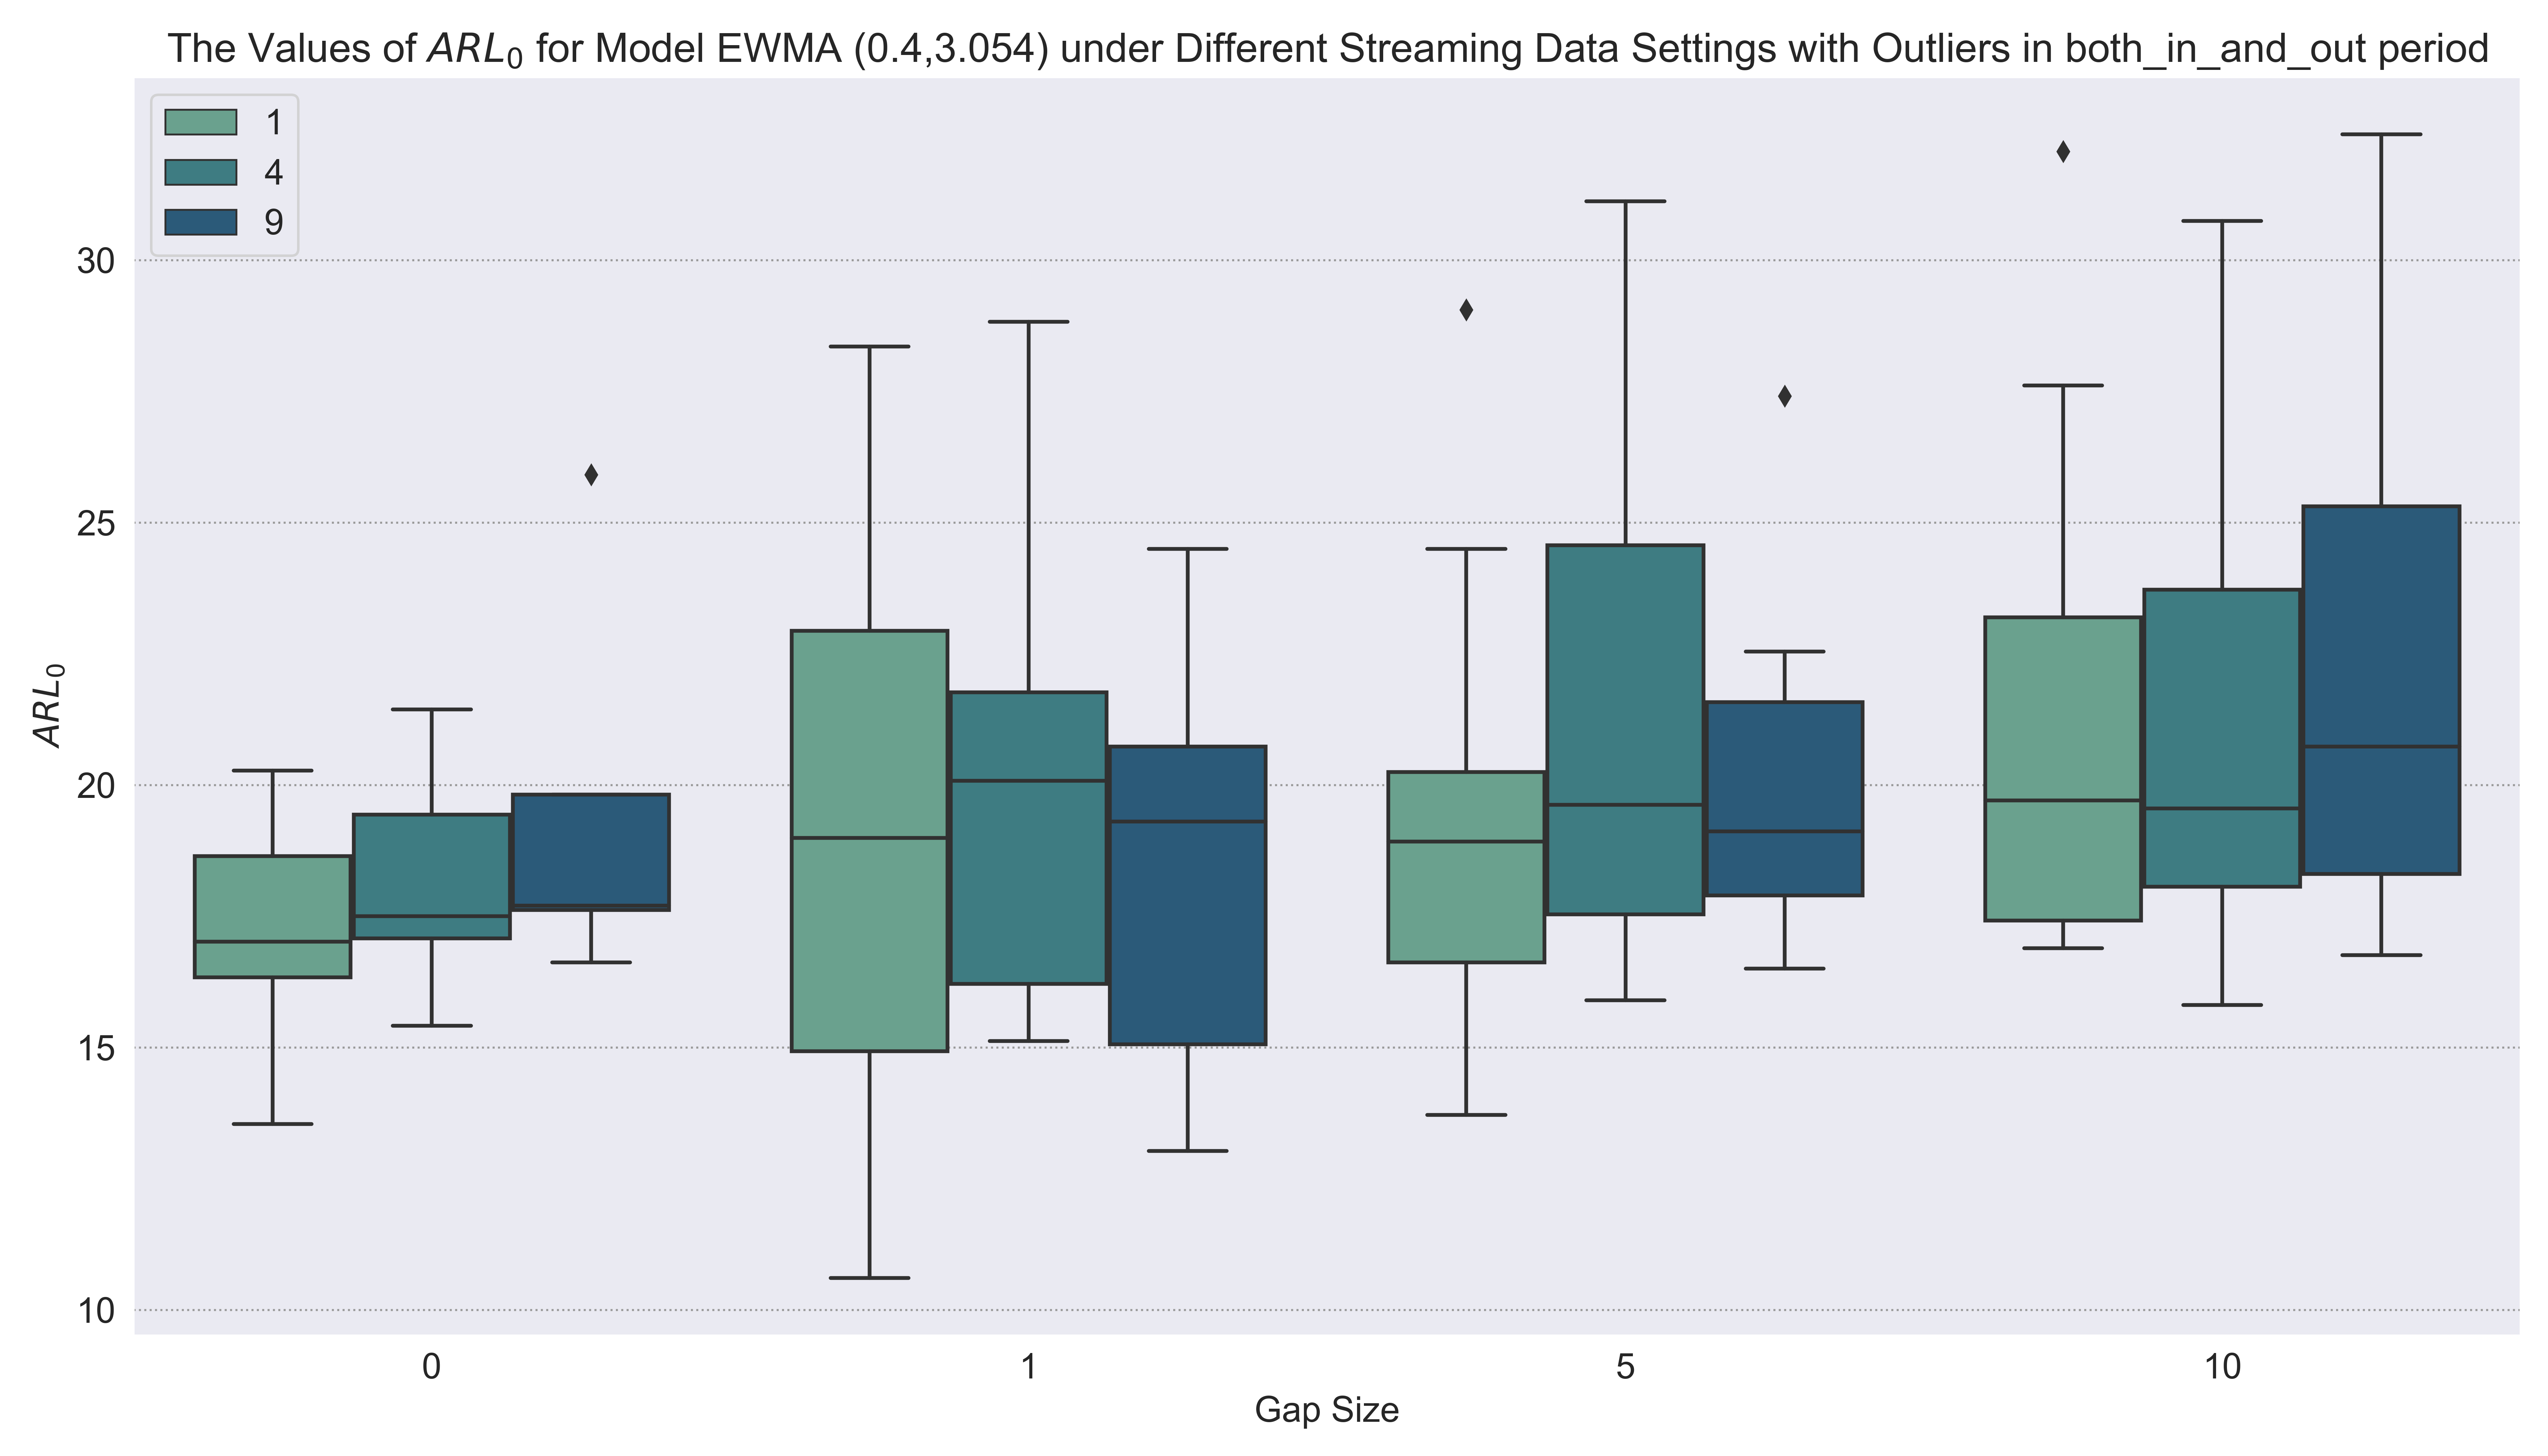 The Values of ARL₀ for Model EWMA (0.4,3.054) under Different Streaming Data Settings with Outliers in both_in_and_out period
1
4
9
30
25
20
15
10
ARL₀
0 1 5 10
Gap Size